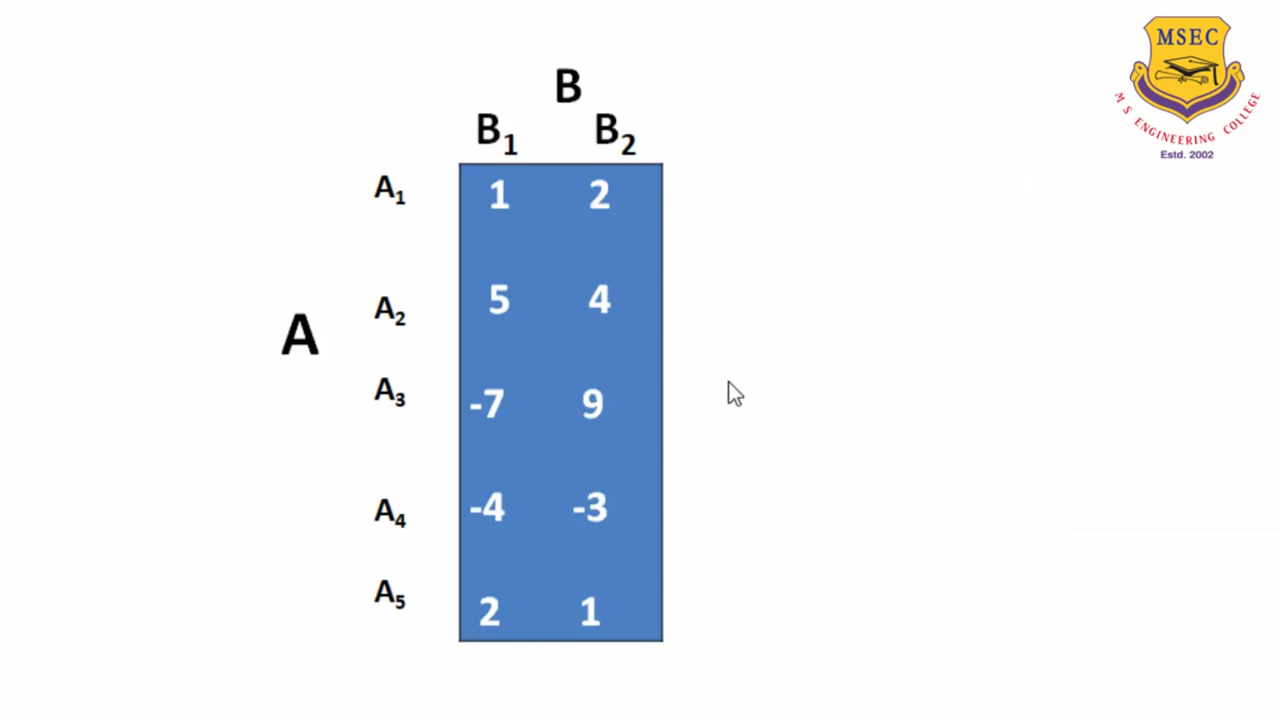 MSEC
M S ENGINEERING COLLEGE
Estd. 2002
B
B₁ B₂
A
A₁ 1 2
A₂ 5 4
A₃ -7 9
A₄ -4 -3
A₅ 2 1